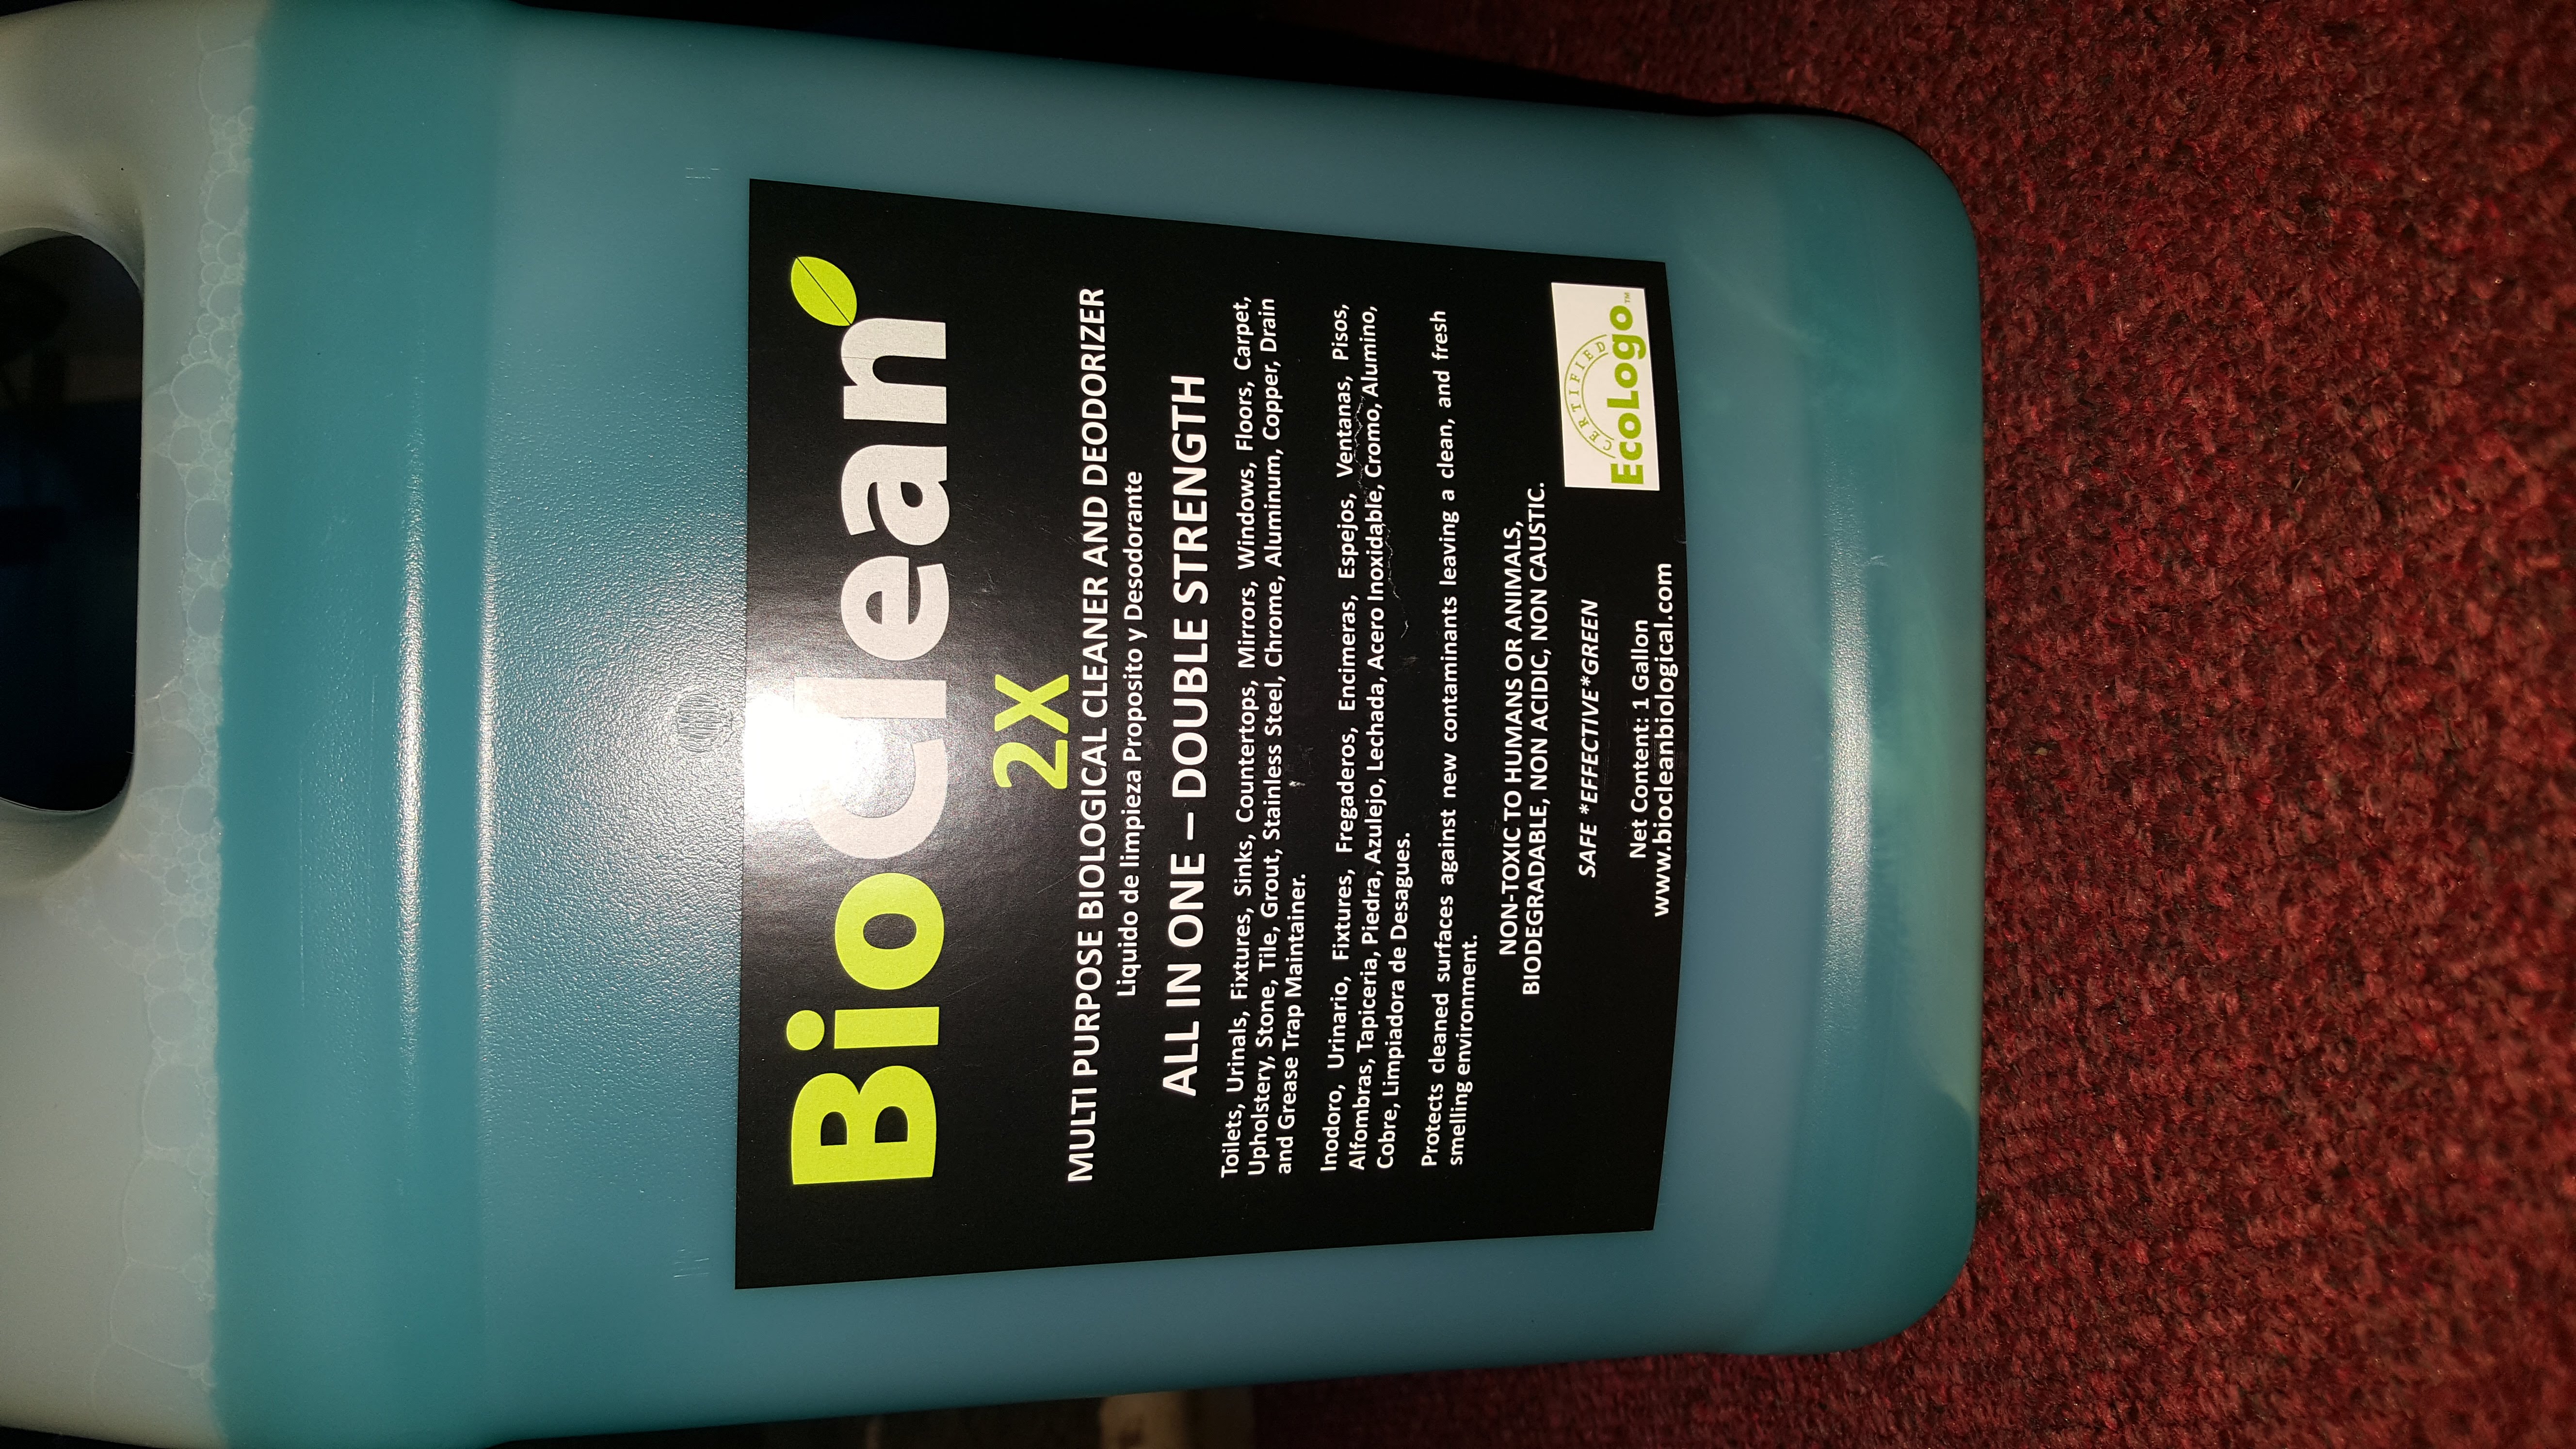 BioClean
2X
MULTI PURPOSE BIOLOGICAL CLEANER AND DEODORIZER
Liquido de limpieza Proposito y Desodorante
ALL IN ONE – DOUBLE STRENGTH
Toilets, Urinals, Fixtures, Sinks, Countertops, Mirrors, Windows, Floors, Carpet,
Upholstery, Stone, Tile, Grout, Stainless Steel, Chrome, Aluminum, Copper, Drain
and Grease Trap Maintainer.
Inodoro, Urinario, Fixtures, Fregaderos, Encimeras, Espejos, Ventanas, Pisos,
Alfombras, Tapiceria, Piedra, Azulejo, Lechada, Acero Inoxidable, Cromo, Alumino,
Cobre, Limpiadora de Desagues.
Protects cleaned surfaces against new contaminants leaving a clean, and fresh
smelling environment.
NON-TOXIC TO HUMANS OR ANIMALS,
BIODEGRADABLE, NON ACIDIC, NON CAUSTIC.
SAFE *EFFECTIVE*GREEN
Net Content: 1 Gallon
www.biocleanbiological.com
CERTIFIED
EcoLogo™